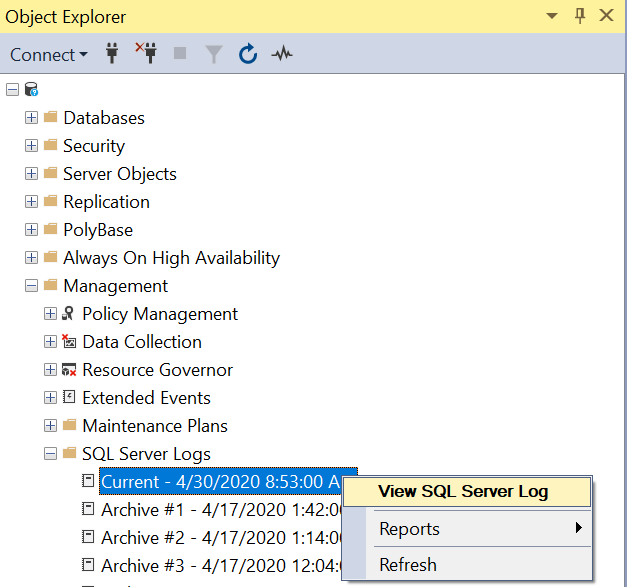 Object Explorer
Connect
Databases
Security
Server Objects
Replication
PolyBase
Always On High Availability
Management
Policy Management
Data Collection
Resource Governor
Extended Events
Maintenance Plans
SQL Server Logs
Current - 4/30/2020 8:53:00 A
View SQL Server Log
Archive #1 - 4/17/2020 1:42:00
Reports
Archive #2 - 4/17/2020 1:14:00
Archive #3 - 4/17/2020 12:04:
Refresh